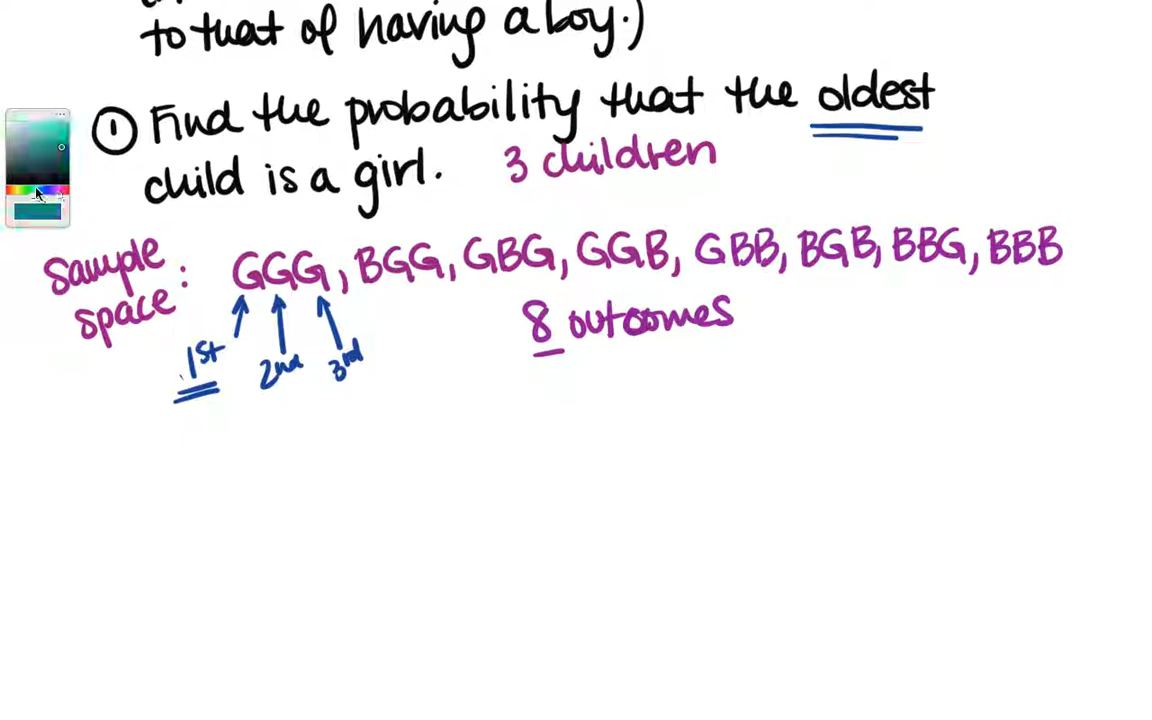 to that of having a boy.)
① Find the probability that the oldest
child is a girl. 3 children
Sample space: GGG, BGG, GBG, GGB, GBB, BGB, BBG, BBB
8 outcomes
1st 2nd 3rd